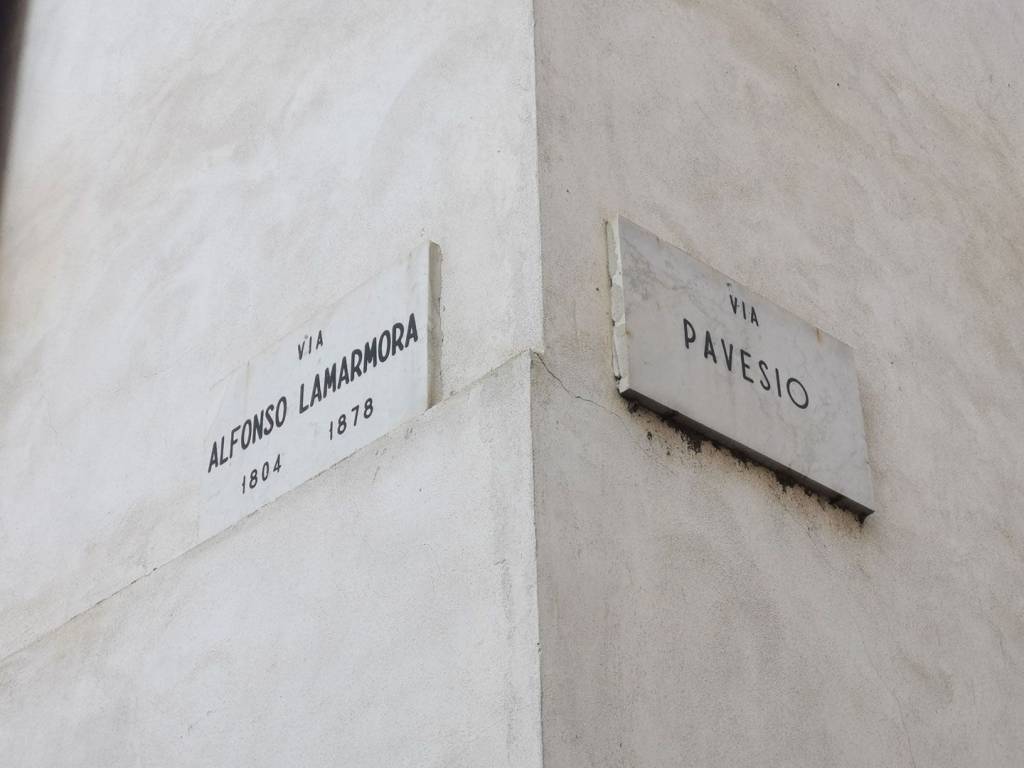 VIA
ALFONSO LAMARMORA
1804 1878
VIA
PAVESIO